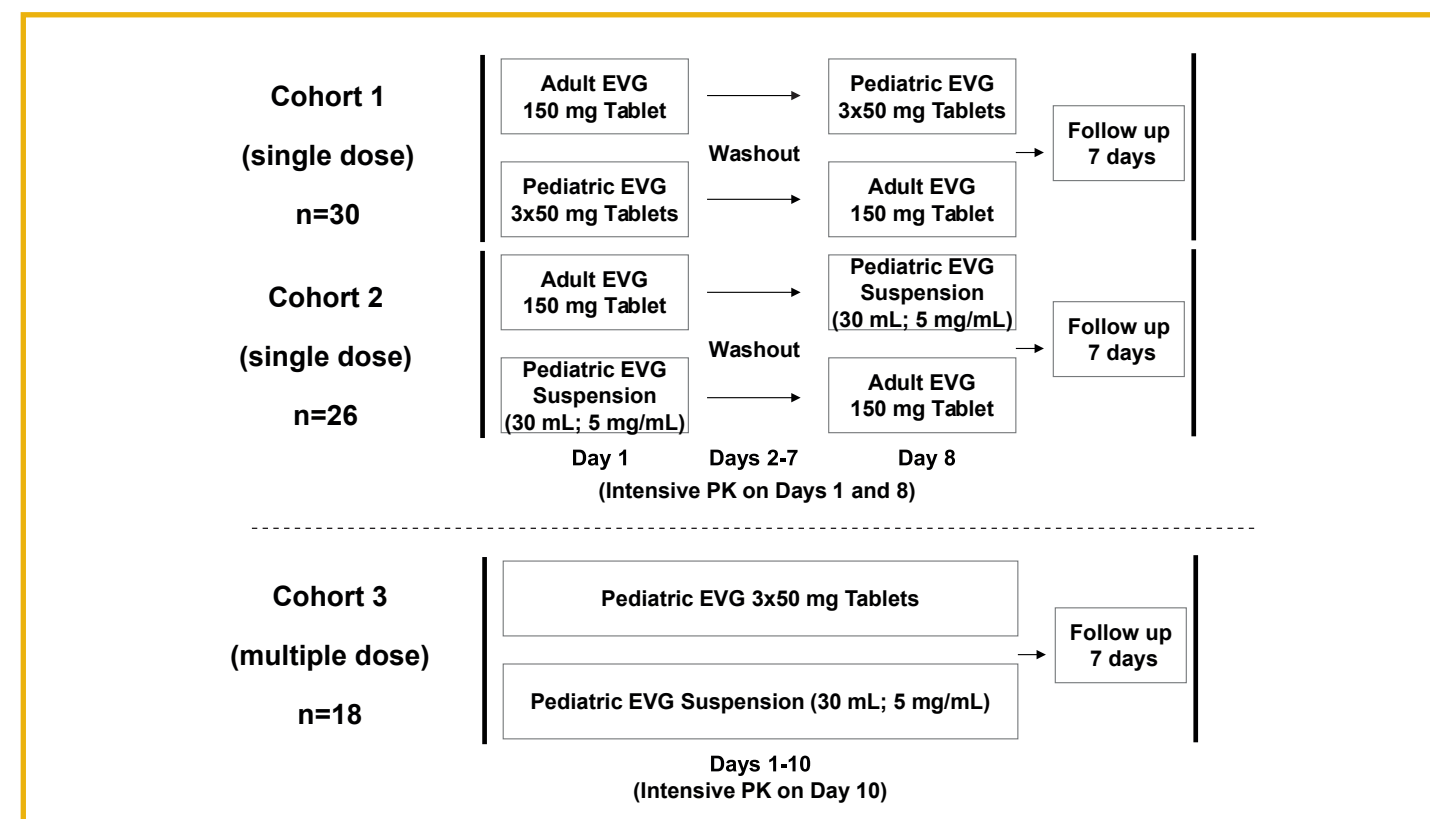 Cohort 1
(single dose)
n=30
Adult EVG
150 mg Tablet
Pediatric EVG
3x50 mg Tablets
Washout
Pediatric EVG
3x50 mg Tablets
Adult EVG
150 mg Tablet
Follow up
7 days
Cohort 2
(single dose)
n=26
Adult EVG
150 mg Tablet
Pediatric EVG
Suspension
(30 mL; 5 mg/mL)
Washout
Pediatric EVG
Suspension
(30 mL; 5 mg/mL)
Adult EVG
150 mg Tablet
Follow up
7 days
Day 1
Days 2-7
Day 8
(Intensive PK on Days 1 and 8)
Cohort 3
(multiple dose)
n=18
Pediatric EVG 3x50 mg Tablets
Pediatric EVG Suspension (30 mL; 5 mg/mL)
Follow up
7 days
Days 1-10
(Intensive PK on Day 10)